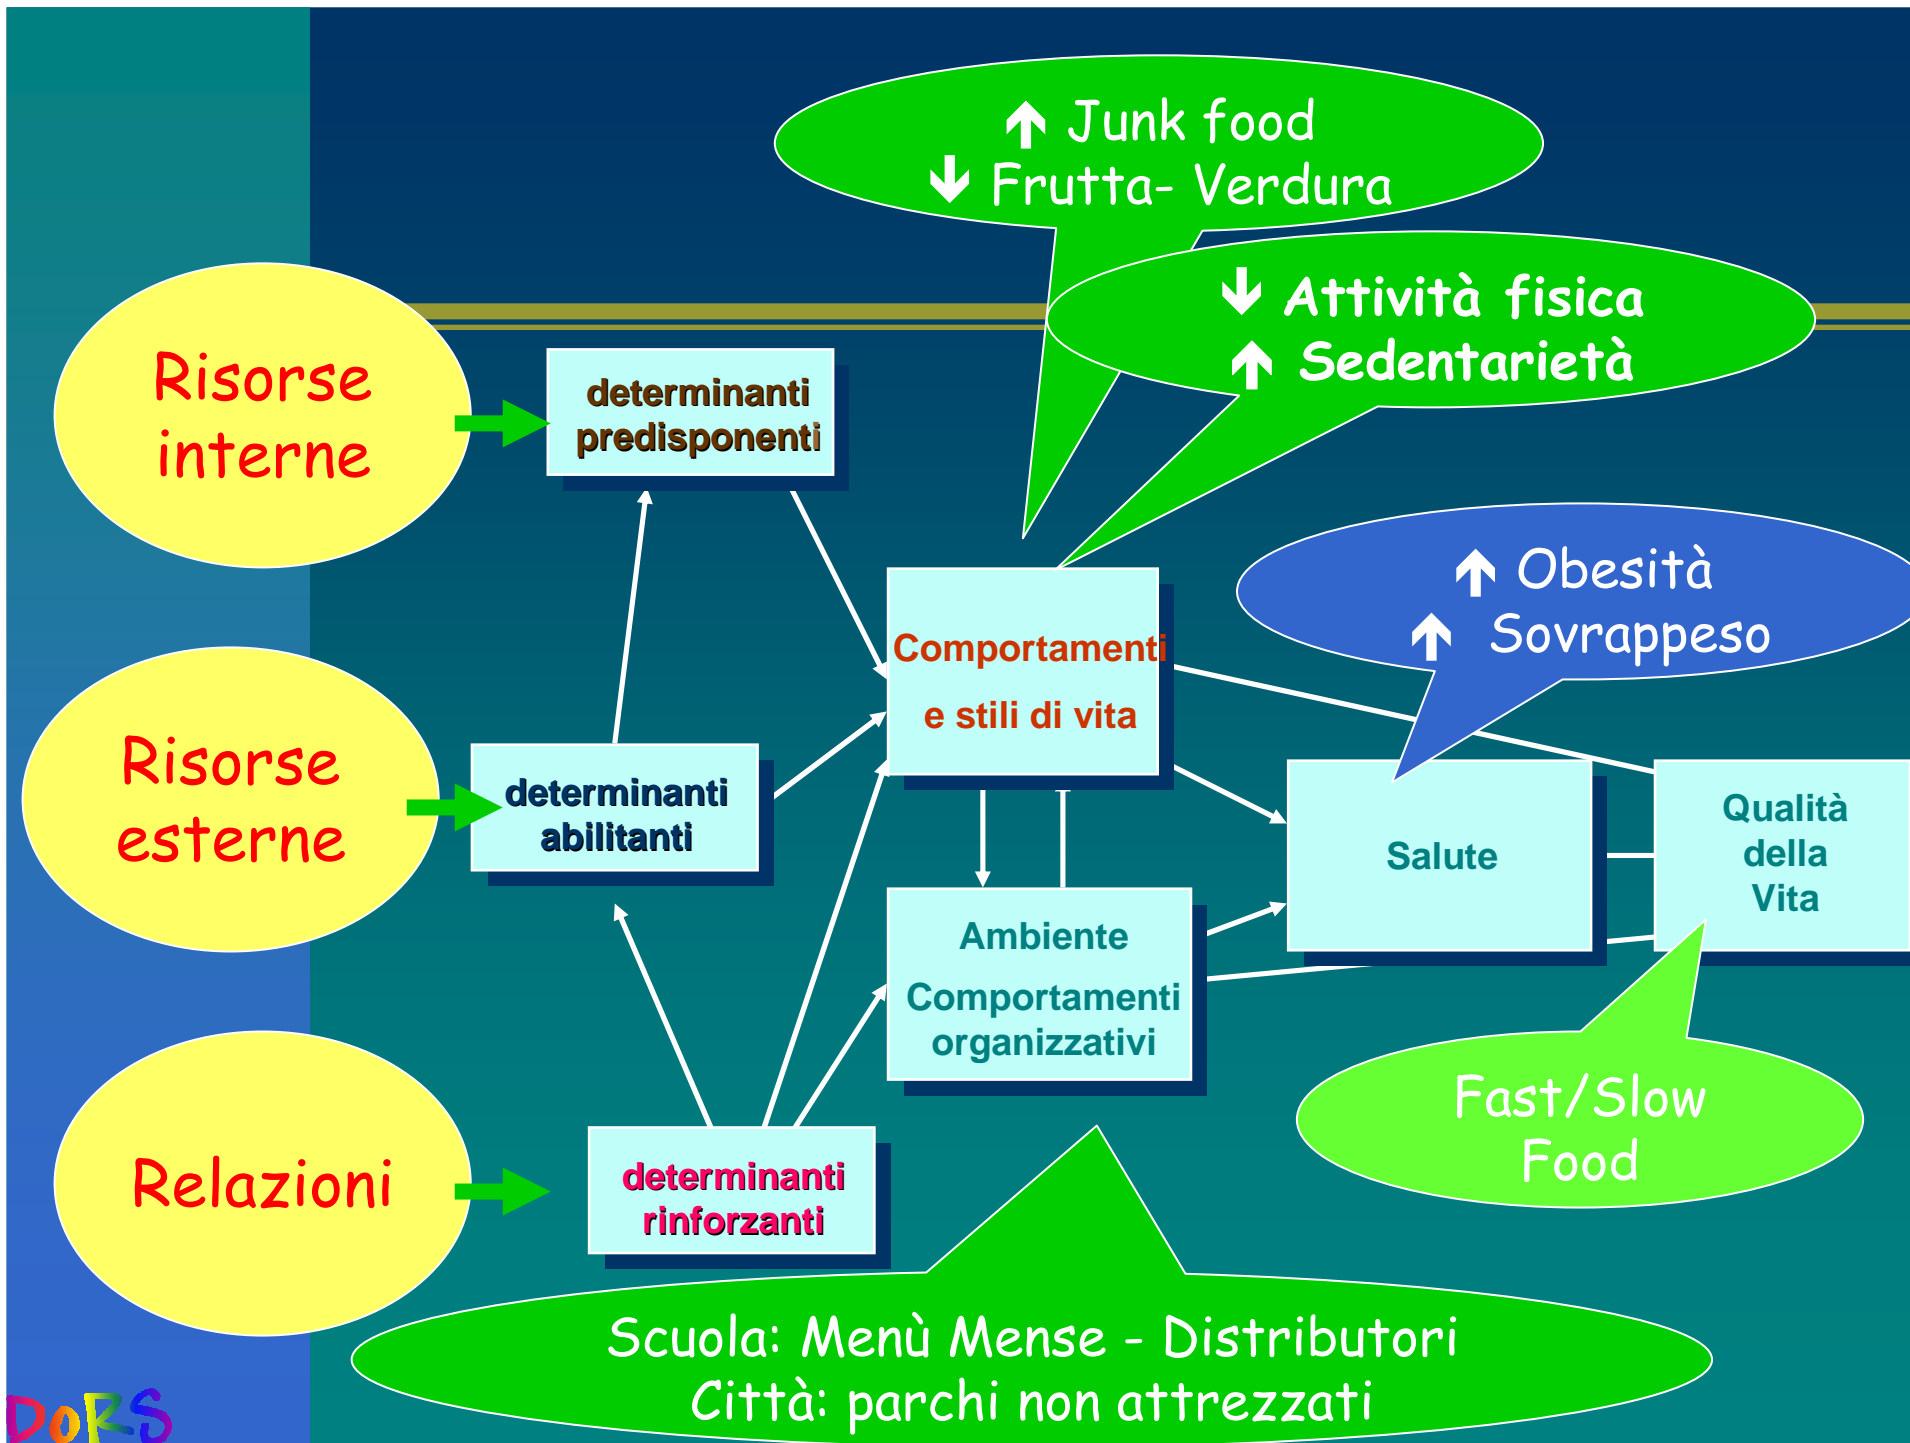 Junk food
Frutta- Verdura
Attività fisica
Sedentarietà
Risorse
interne
determinanti
predisponenti
Obesità
Sovrappeso
Comportamenti
e stili di vita
Risorse
esterne
determinanti
abilitanti
Salute
Qualità
della
Vita
Ambiente
Comportamenti
organizzativi
Fast/Slow
Food
Relazioni
determinanti
rinforzanti
Scuola: Menù Mense - Distributori
Città: parchi non attrezzati
DoRS